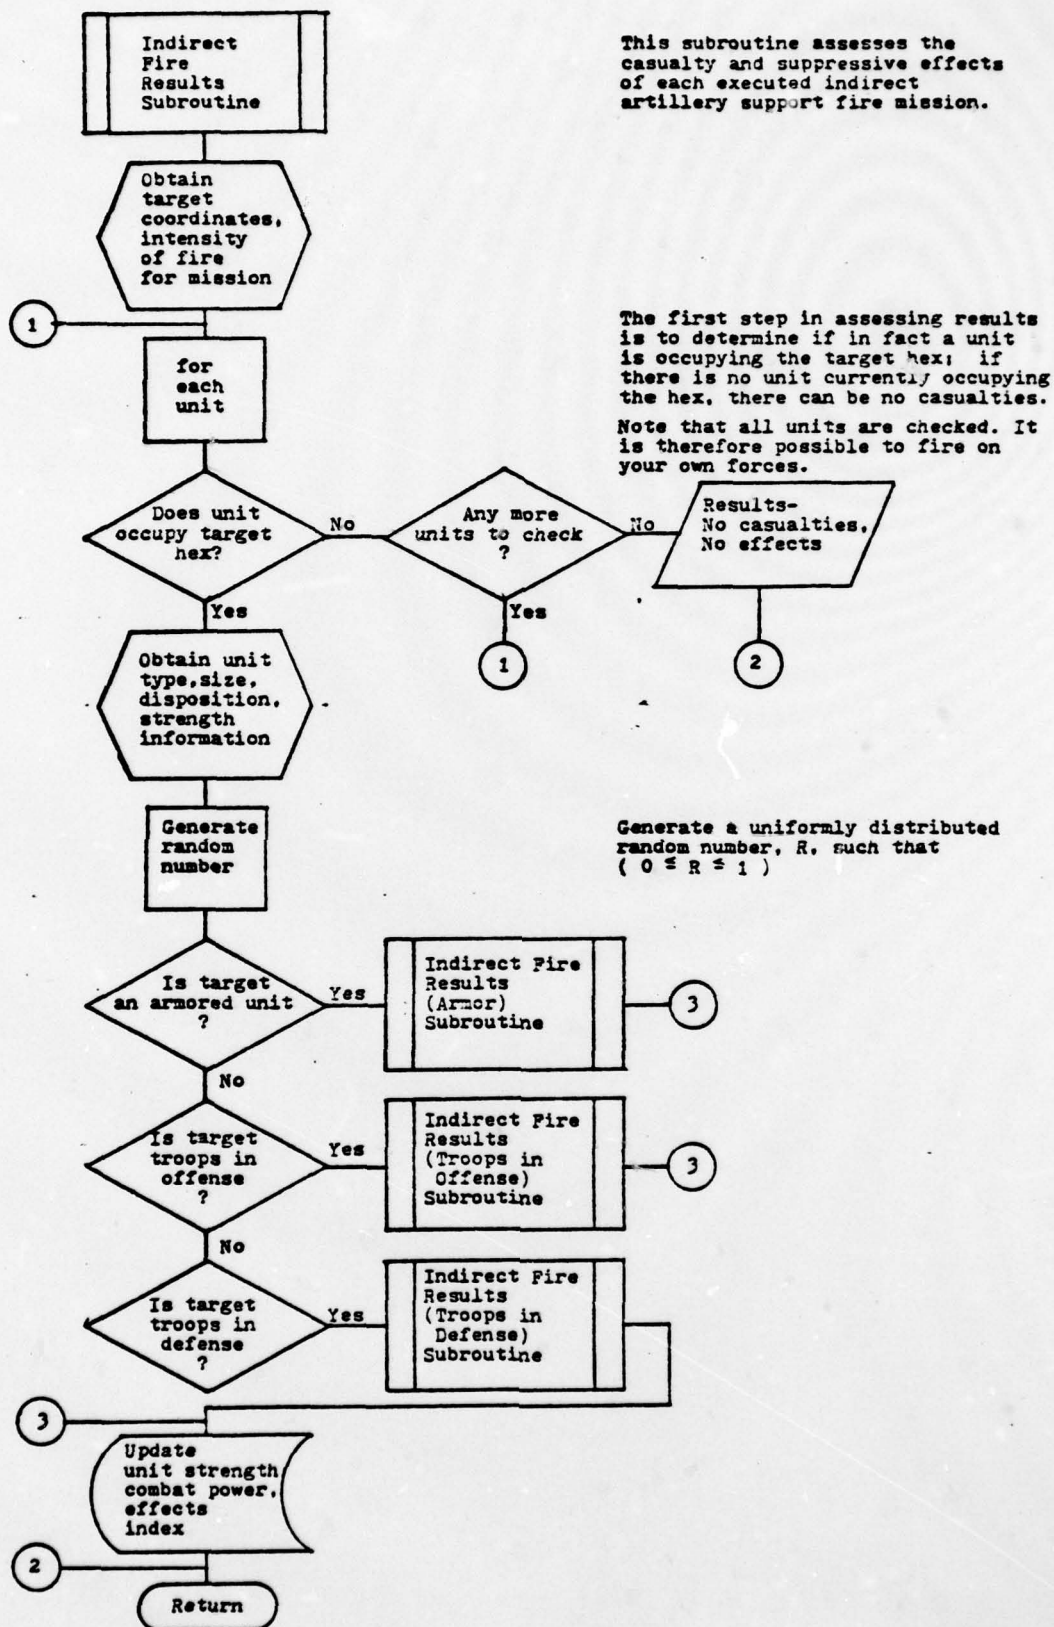 Indirect
Fire
Results
Subroutine
This subroutine assesses the
casualty and suppressive effects
of each executed indirect
artillery support fire mission.
Obtain
target
coordinates,
intensity
of fire
for mission
1
for
each
unit
The first step in assessing results
is to determine if in fact a unit
is occupying the target hex; if
there is no unit currently occupying
the hex, there can be no casualties.
Note that all units are checked. It
is therefore possible to fire on
your own forces.
Does unit
occupy target
hex?
No
Any more
units to check
?
No
Results-
No casualties,
No effects
Yes
Yes
1
2
Obtain unit
type,size,
disposition,
strength
information
Generate
random
number
Generate a uniformly distributed
random number, R, such that
( 0 ≤ R ≤ 1 )
Is target
an armored unit
?
Yes
Indirect Fire
Results
(Armor)
Subroutine
3
No
Is target
troops in
offense
?
Yes
Indirect Fire
Results
(Troops in
Offense)
Subroutine
3
No
Is target
troops in
defense
?
Yes
Indirect Fire
Results
(Troops in
Defense)
Subroutine
3
Update
unit strength,
combat power,
effects
index
2
Return